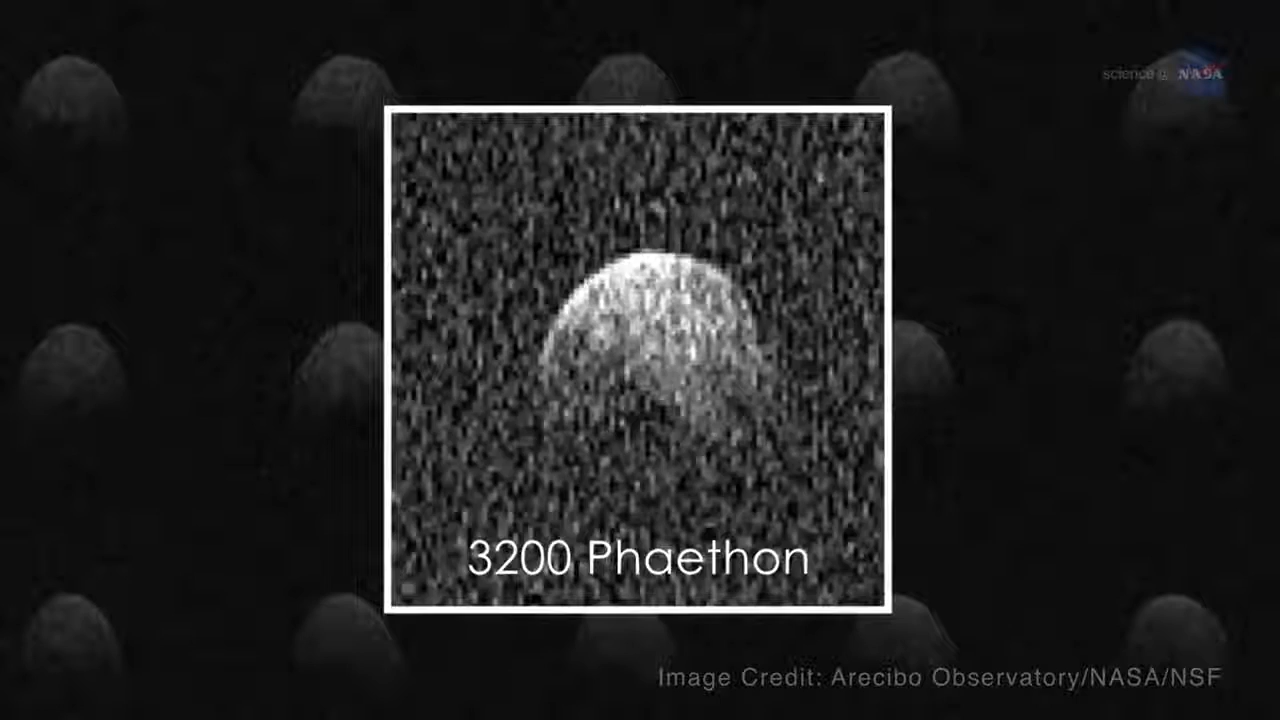 science @ NASA
3200 Phaethon
Image Credit: Arecibo Observatory/NASA/NSF